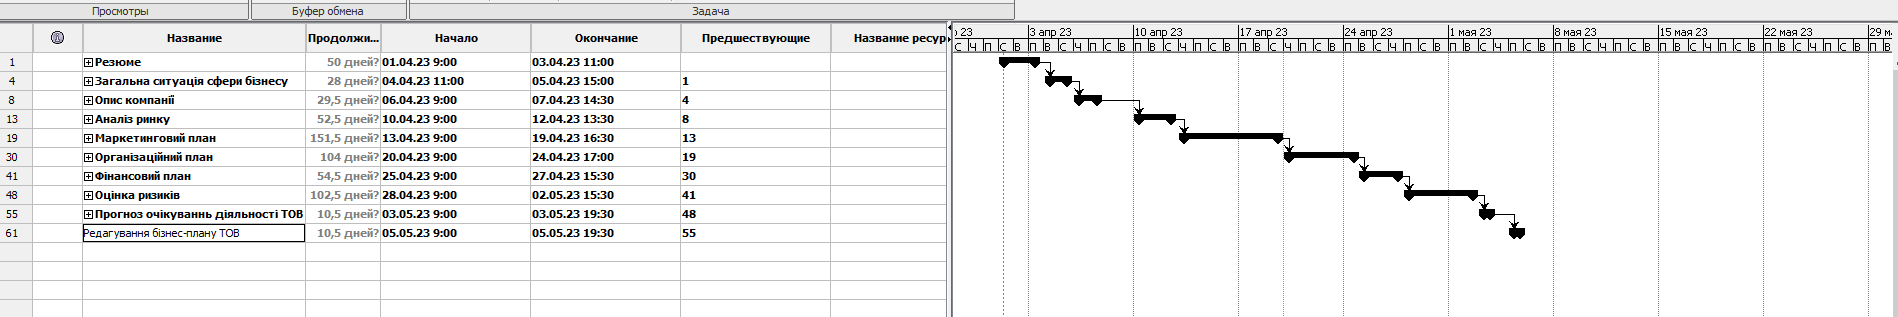 Просмотры Буфер обмена Задача
Название Продолжи... Начало Окончание Предшествующие Название ресур
1 Резюме 50 дней? 01.04.23 9:00 03.04.23 11:00
4 Загальна ситуація сфери бізнесу 28 дней? 04.04.23 11:00 05.04.23 15:00 1
8 Опис компанії 29,5 дней? 06.04.23 9:00 07.04.23 14:30 4
13 Аналіз ринку 52,5 дней? 10.04.23 9:00 12.04.23 13:30 8
19 Маркетинговий план 151,5 дней? 13.04.23 9:00 19.04.23 16:30 13
30 Організаційний план 104 дней? 20.04.23 9:00 24.04.23 17:00 19
41 Фінансовий план 54,5 дней? 25.04.23 9:00 27.04.23 15:30 30
48 Оцінка ризиків 102,5 дней? 28.04.23 9:00 02.05.23 15:30 41
55 Прогноз очікуваннь діяльності ТОВ 10,5 дней? 03.05.23 9:00 03.05.23 19:30 48
61 Редагування бізнес-плану ТОВ 10,5 дней? 05.05.23 9:00 05.05.23 19:30 55
23 3 апр 23 10 апр 23 17 апр 23 24 апр 23 1 мая 23 8 мая 23 15 мая 23 22 мая 23 29
С Ч П С В П В С Ч П С В П В С Ч П С В П В С Ч П С В П В С Ч П С В П В С Ч П С В П В С Ч П С В П В С Ч П С В П В С Ч П С В П В